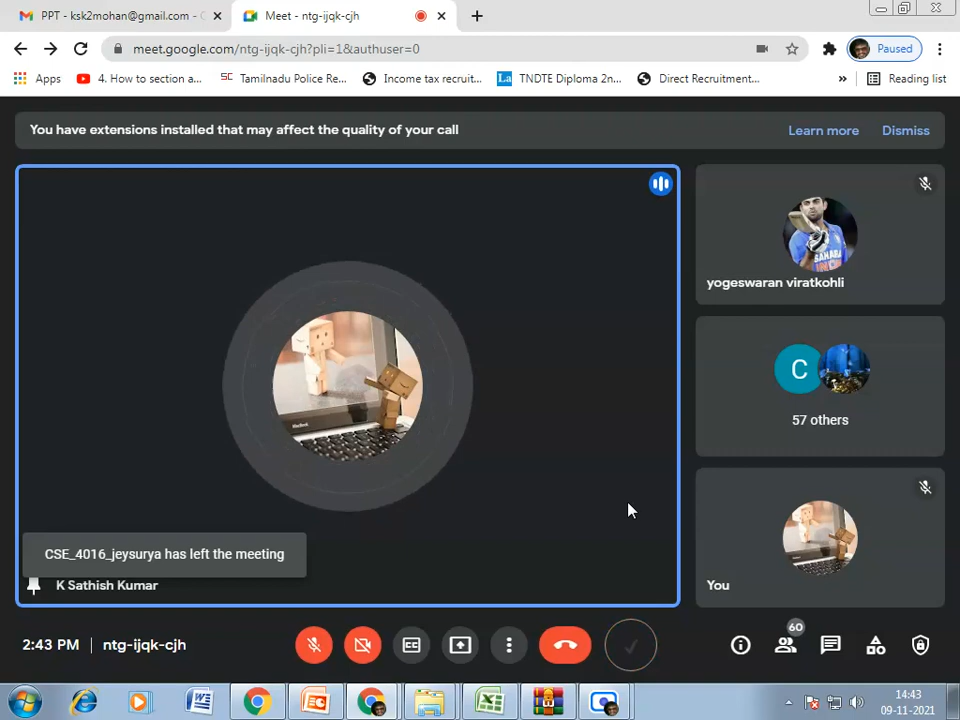 PPT - ksk2mohan@gmail.com -
Meet - ntg-ijqk-cjh
meet.google.com/ntg-ijqk-cjh?pli=1&authuser=0
Paused
Apps
4. How to section a...
SC Tamilnadu Police Re...
Income tax recruit...
La TNDTE Diploma 2n...
Direct Recruitment...
»
Reading list
You have extensions installed that may affect the quality of your call
Learn more
Dismiss
yogeswaran viratkohli
C
57 others
CSE_4016_jeysurya has left the meeting
K Sathish Kumar
You
2:43 PM | ntg-ijqk-cjh
CC
60
14:43
09-11-2021